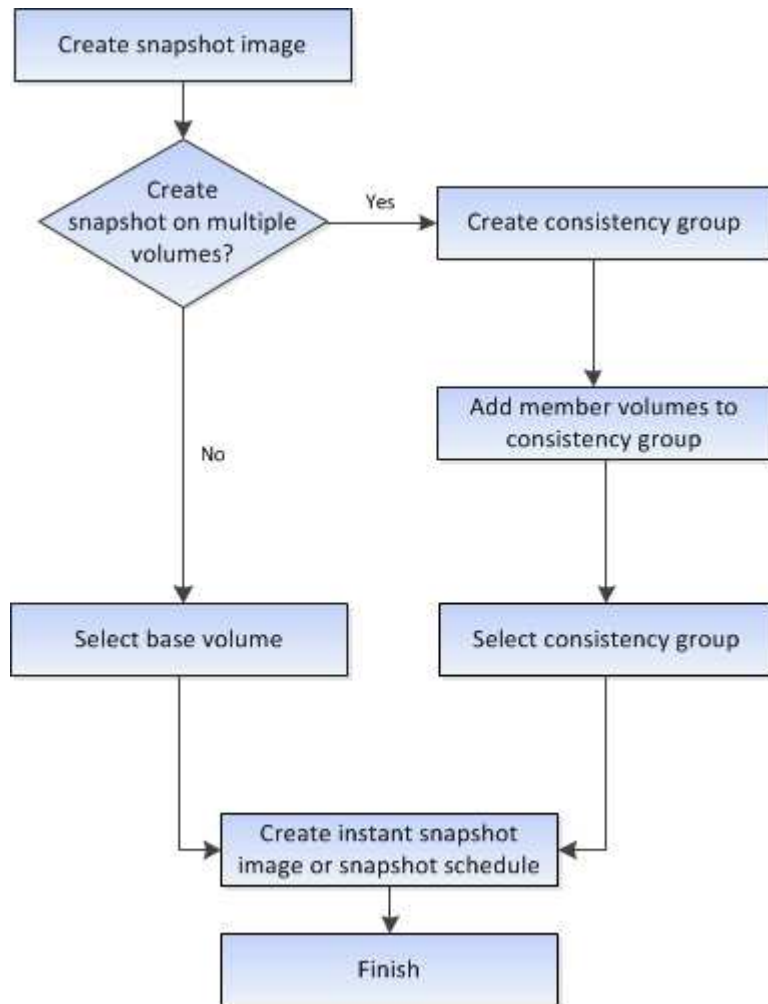 Create snapshot image
Create
snapshot on multiple
volumes?
Yes
Create consistency group
Add member volumes to
consistency group
No
Select base volume
Select consistency group
Create instant snapshot
image or snapshot schedule
Finish